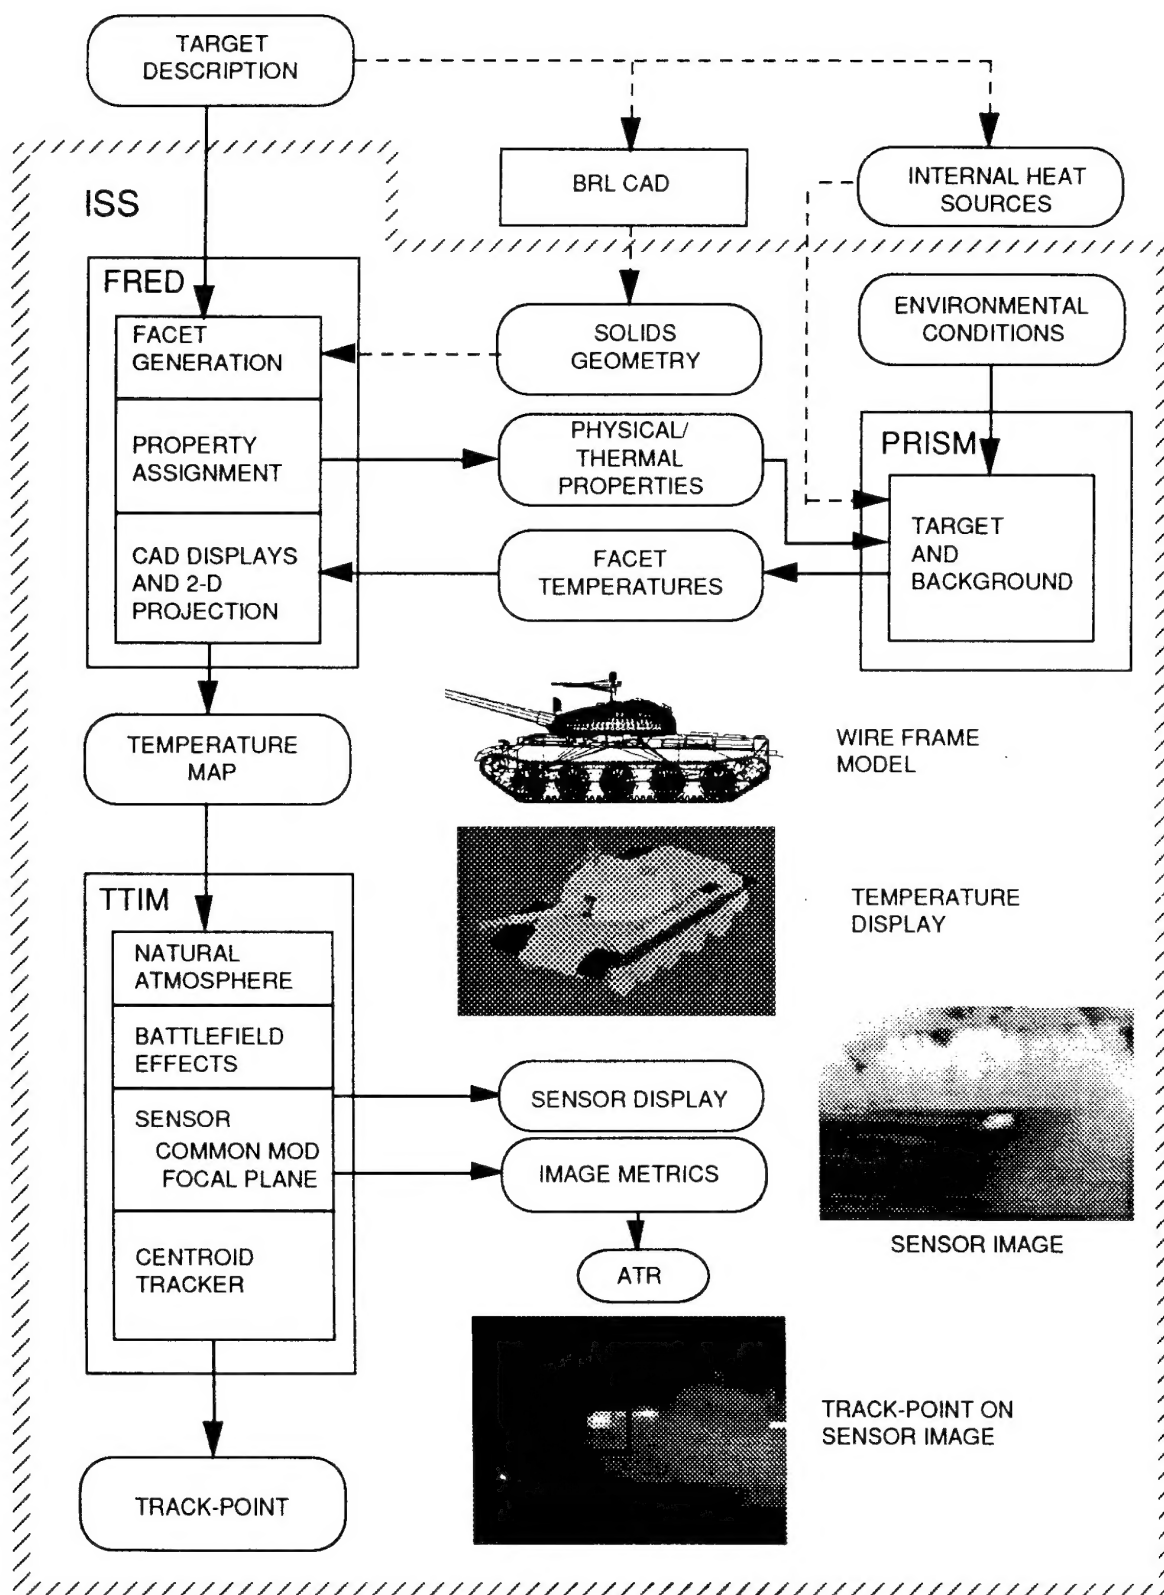 TARGET
DESCRIPTION
ISS
BRL CAD
INTERNAL HEAT
SOURCES
FRED
FACET
GENERATION
PROPERTY
ASSIGNMENT
CAD DISPLAYS
AND 2-D
PROJECTION
SOLIDS
GEOMETRY
PHYSICAL/
THERMAL
PROPERTIES
FACET
TEMPERATURES
ENVIRONMENTAL
CONDITIONS
PRISM
TARGET
AND
BACKGROUND
TEMPERATURE
MAP
WIRE FRAME
MODEL
TEMPERATURE
DISPLAY
TTIM
NATURAL
ATMOSPHERE
BATTLEFIELD
EFFECTS
SENSOR
COMMON MOD
FOCAL PLANE
CENTROID
TRACKER
SENSOR DISPLAY
IMAGE METRICS
ATR
SENSOR IMAGE
TRACK-POINT ON
SENSOR IMAGE
TRACK-POINT